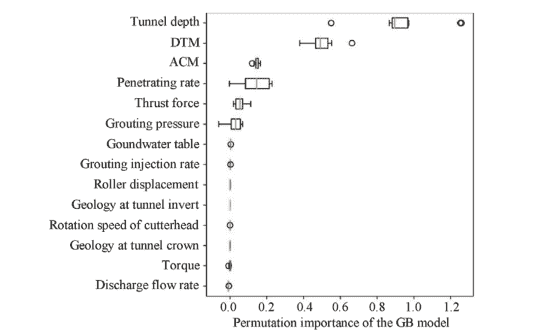 Tunnel depth
DTM
ACM
Penetrating rate
Thrust force
Grouting pressure
Goundwater table
Grouting injection rate
Roller displacement
Geology at tunnel invert
Rotation speed of cutterhead
Geology at tunnel crown
Torque
Discharge flow rate
0.0 0.2 0.4 0.6 0.8 1.0 1.2
Permutation importance of the GB model